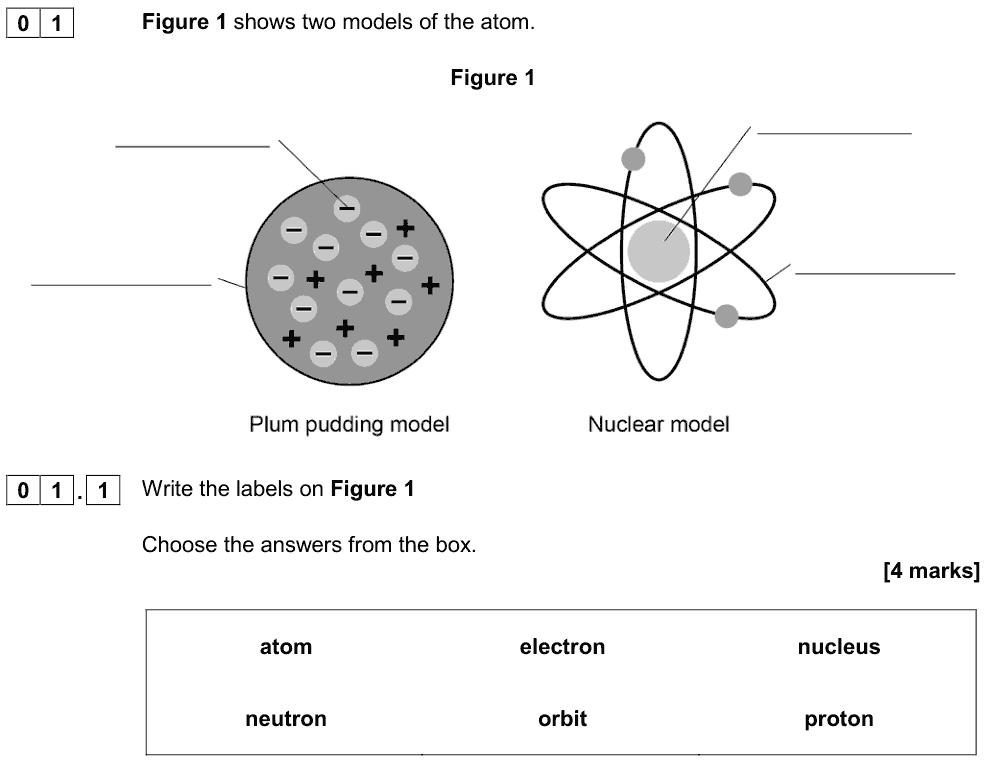 0 1 Figure 1 shows two models of the atom.
Figure 1
Plum pudding model
Nuclear model
0 1 . 1 Write the labels on Figure 1
Choose the answers from the box.
[4 marks]
atom electron nucleus
neutron orbit proton